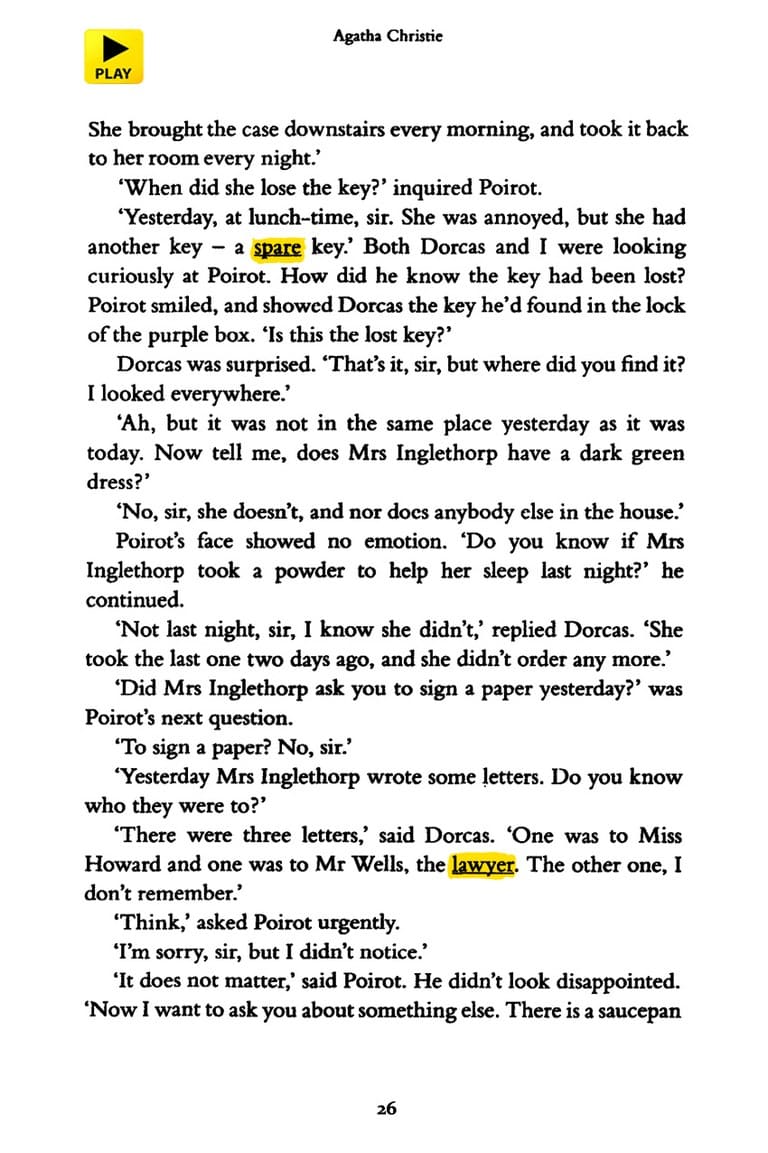 Agatha Christie
PLAY
She brought the case downstairs every morning, and took it back
to her room every night.’
‘When did she lose the key?’ inquired Poirot.
‘Yesterday, at lunch-time, sir. She was annoyed, but she had
another key – a spare key.’ Both Dorcas and I were looking
curiously at Poirot. How did he know the key had been lost?
Poirot smiled, and showed Dorcas the key he’d found in the lock
of the purple box. ‘Is this the lost key?’
Dorcas was surprised. ‘That’s it, sir, but where did you find it?
I looked everywhere.’
‘Ah, but it was not in the same place yesterday as it was
today. Now tell me, does Mrs Inglethorp have a dark green
dress?’
‘No, sir, she doesn’t, and nor does anybody else in the house.’
Poirot’s face showed no emotion. ‘Do you know if Mrs
Inglethorp took a powder to help her sleep last night?’ he
continued.
‘Not last night, sir, I know she didn’t,’ replied Dorcas. ‘She
took the last one two days ago, and she didn’t order any more.’
‘Did Mrs Inglethorp ask you to sign a paper yesterday?’ was
Poirot’s next question.
‘To sign a paper? No, sir.’
‘Yesterday Mrs Inglethorp wrote some letters. Do you know
who they were to?’
‘There were three letters,’ said Dorcas. ‘One was to Miss
Howard and one was to Mr Wells, the lawyer. The other one, I
don’t remember.’
‘Think,’ asked Poirot urgently.
‘I’m sorry, sir, but I didn’t notice.’
‘It does not matter,’ said Poirot. He didn’t look disappointed.
‘Now I want to ask you about something else. There is a saucepan
26